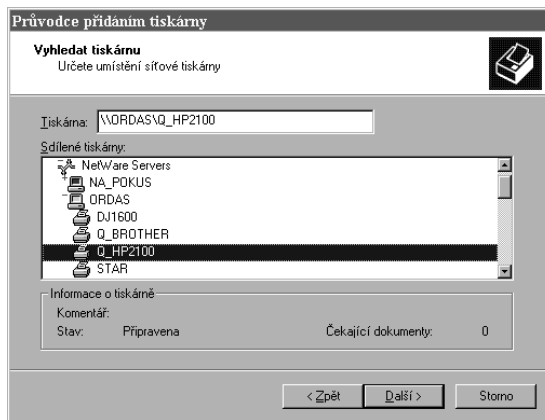 Průvodce přidáním tiskárny
Vyhledat tiskárnu
Určete umístění síťové tiskárny
Tiskárna: \\ORDAS\Q_HP2100
Sdílené tiskárny:
NetWare Servers
NA_POKUS
ORDAS
DJ1600
Q_BROTHER
Q_HP2100
STAR
Informace o tiskárně
Komentář:
Stav: Připravena Čekající dokumenty: 0
< Zpět Další > Storno